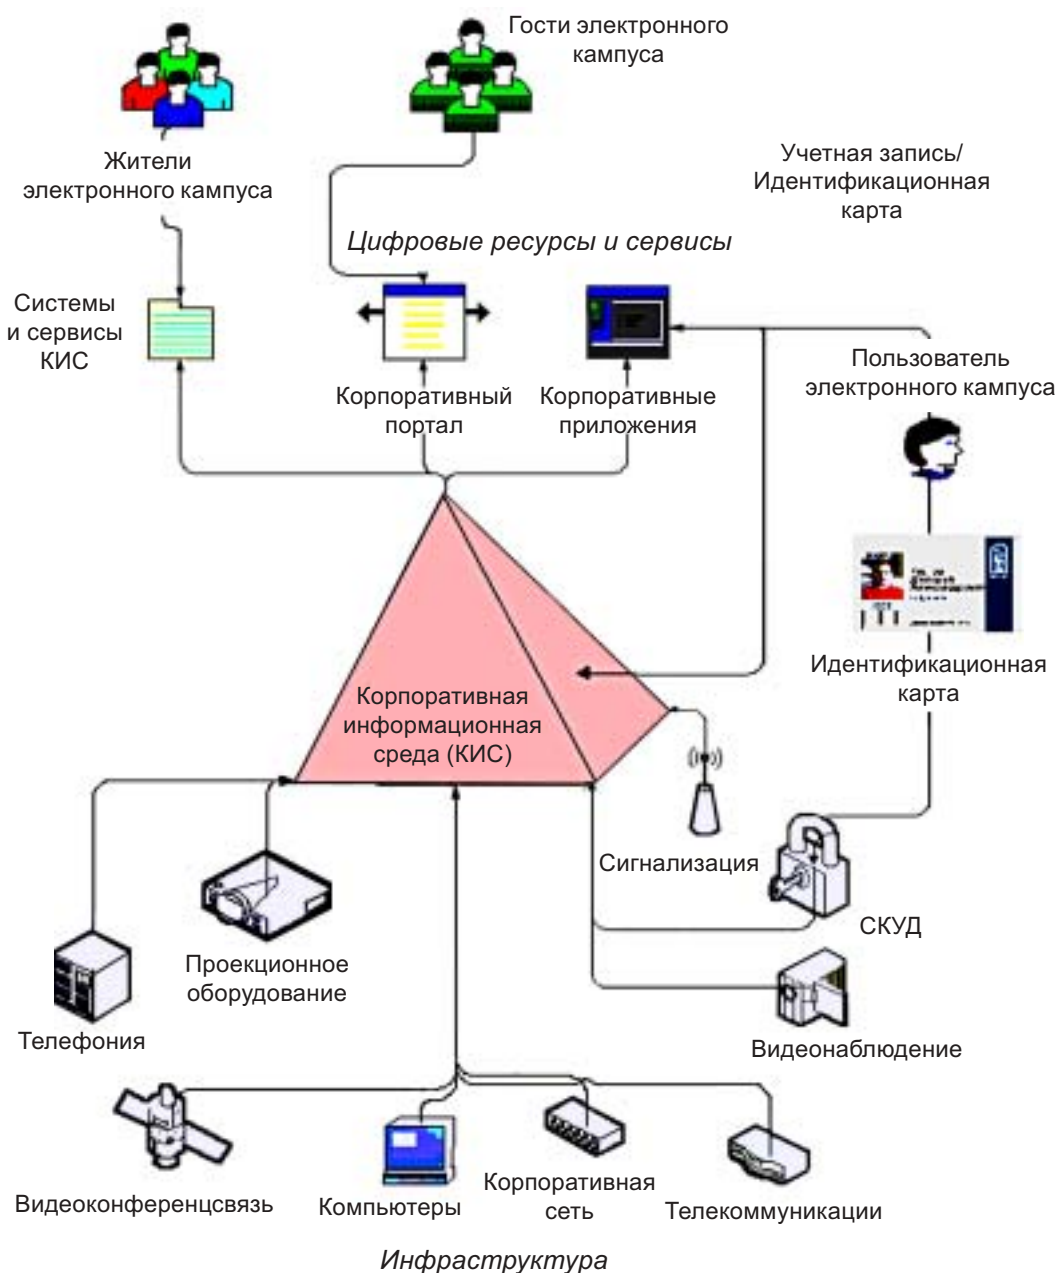 Гости электронного
кампуса
Жители
электронного кампуса
Учетная запись/
Идентификационная
карта
Цифровые ресурсы и сервисы
Системы
и сервисы
КИС
Корпоративный
портал
Корпоративные
приложения
Пользователь
электронного кампуса
Идентификационная
карта
Корпоративная
информационная
среда (КИС)
Сигнализация
СКУД
Проекционное
оборудование
Телефония
Видеонаблюдение
Видеоконференцсвязь
Компьютеры
Корпоративная
сеть
Телекоммуникации
Инфраструктура